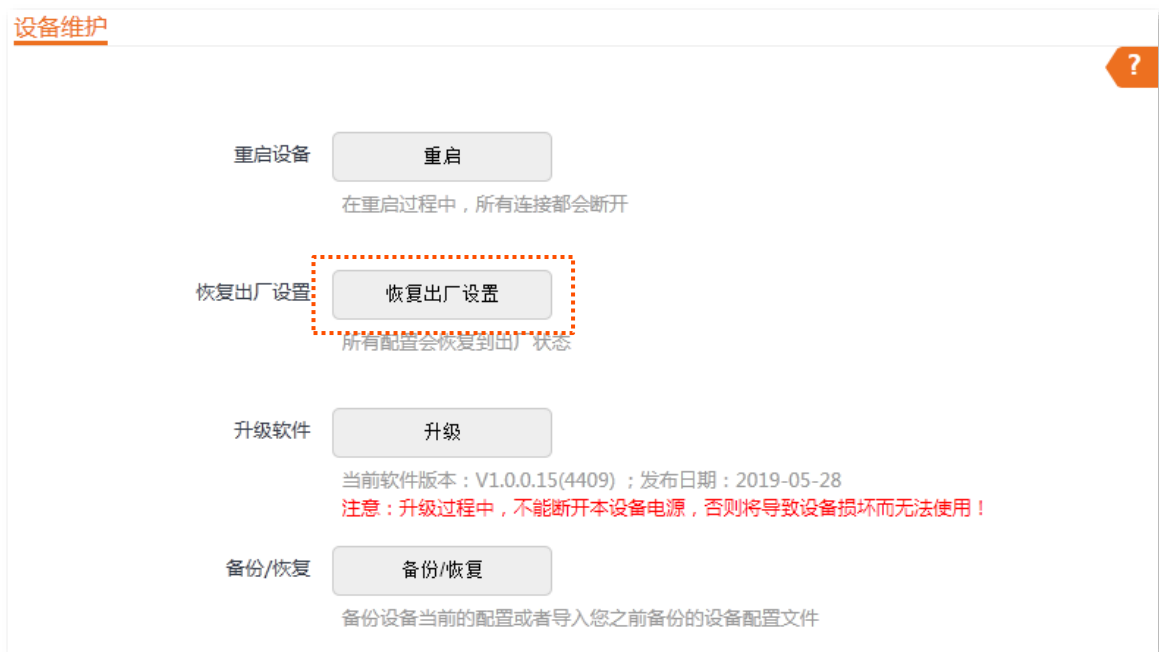 设备维护
?
重启设备 重启
在重启过程中，所有连接都会断开
恢复出厂设置 恢复出厂设置
所有配置会恢复到出厂状态
升级软件 升级
当前软件版本：V1.0.0.15(4409) ；发布日期：2019-05-28
注意：升级过程中，不能断开本设备电源，否则将导致设备损坏而无法使用！
备份/恢复 备份/恢复
备份设备当前的配置或者导入您之前备份的设备配置文件